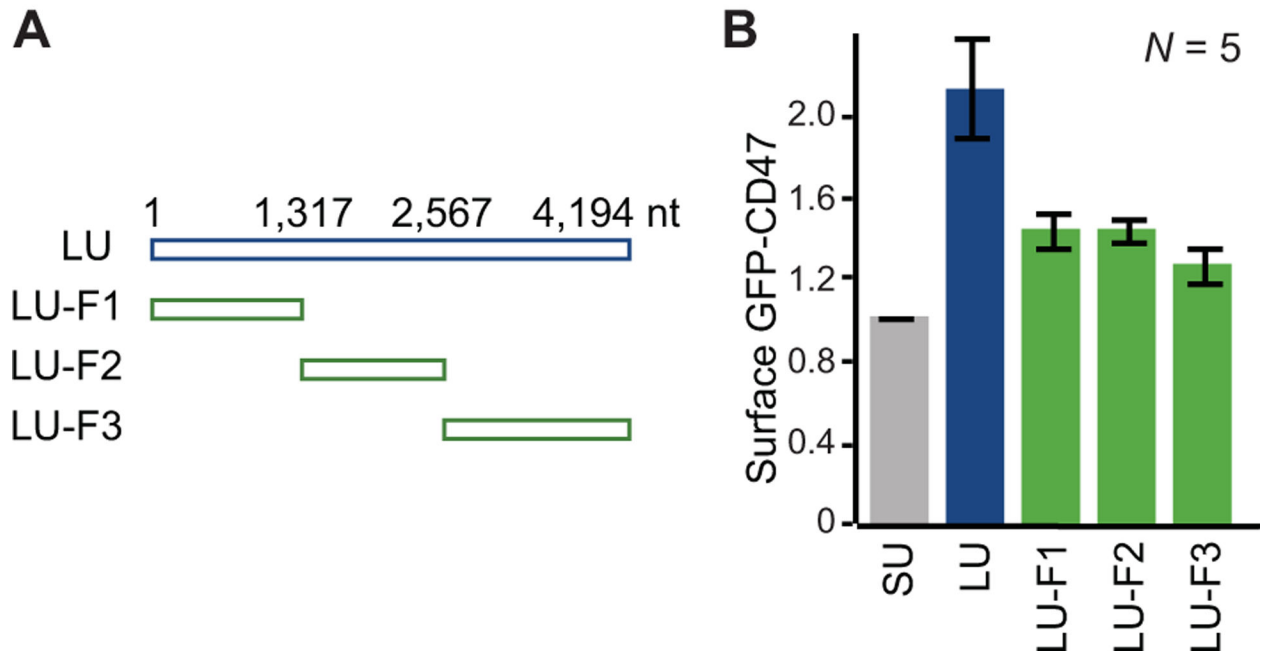 A
1 1,317 2,567 4,194 nt
LU
LU-F1
LU-F2
LU-F3
B
N = 5
Surface GFP-CD47
2.0
1.6
1.2
0.8
0.4
0
SU
LU
LU-F1
LU-F2
LU-F3